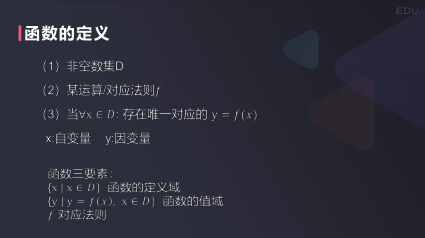 EDU
函数的定义
（1）非空数集D
（2）某运算/对应法则f
（3）当∀x ∈ D: 存在唯一对应的 y = f(x)
x:自变量 y:因变量
函数三要素：
{x | x ∈ D} 函数的定义域
{y | y = f(x), x ∈ D} 函数的值域
f 对应法则